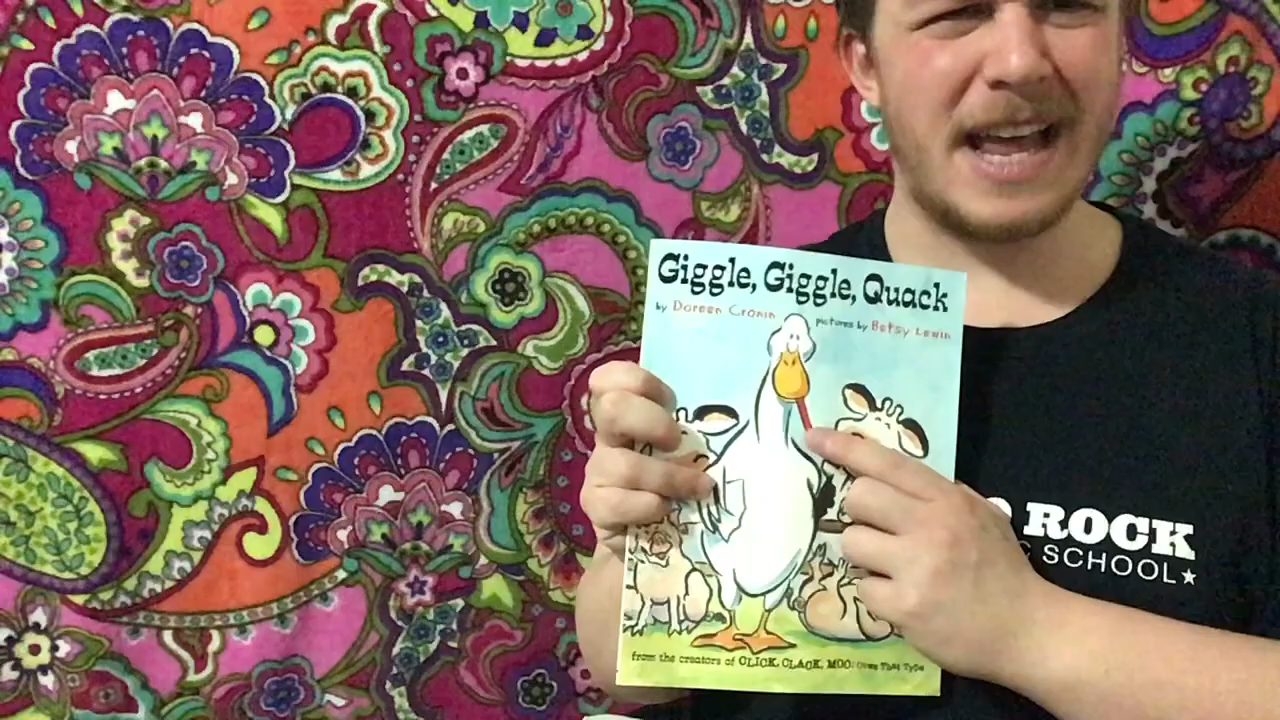 Giggle, Giggle, Quack
by Doreen Cronin
pictures by Betsy Lewin
from the creators of CLICK, CLACK, MOO: Cows That Type
ROCK
SCHOOL★